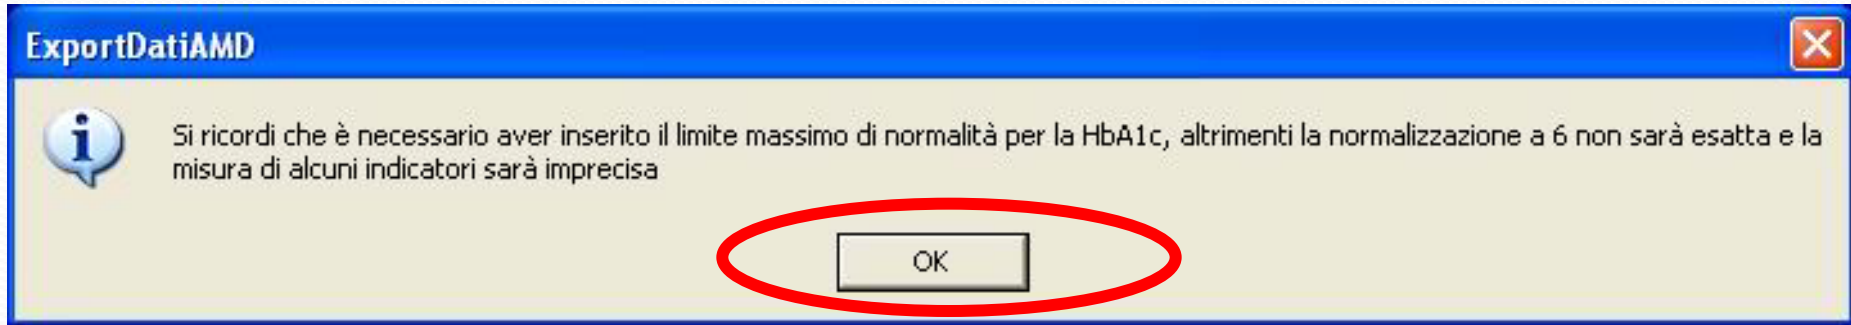 ExportDatiAMD
Si ricordi che è necessario aver inserito il limite massimo di normalità per la HbA1c, altrimenti la normalizzazione a 6 non sarà esatta e la
misura di alcuni indicatori sarà imprecisa
OK